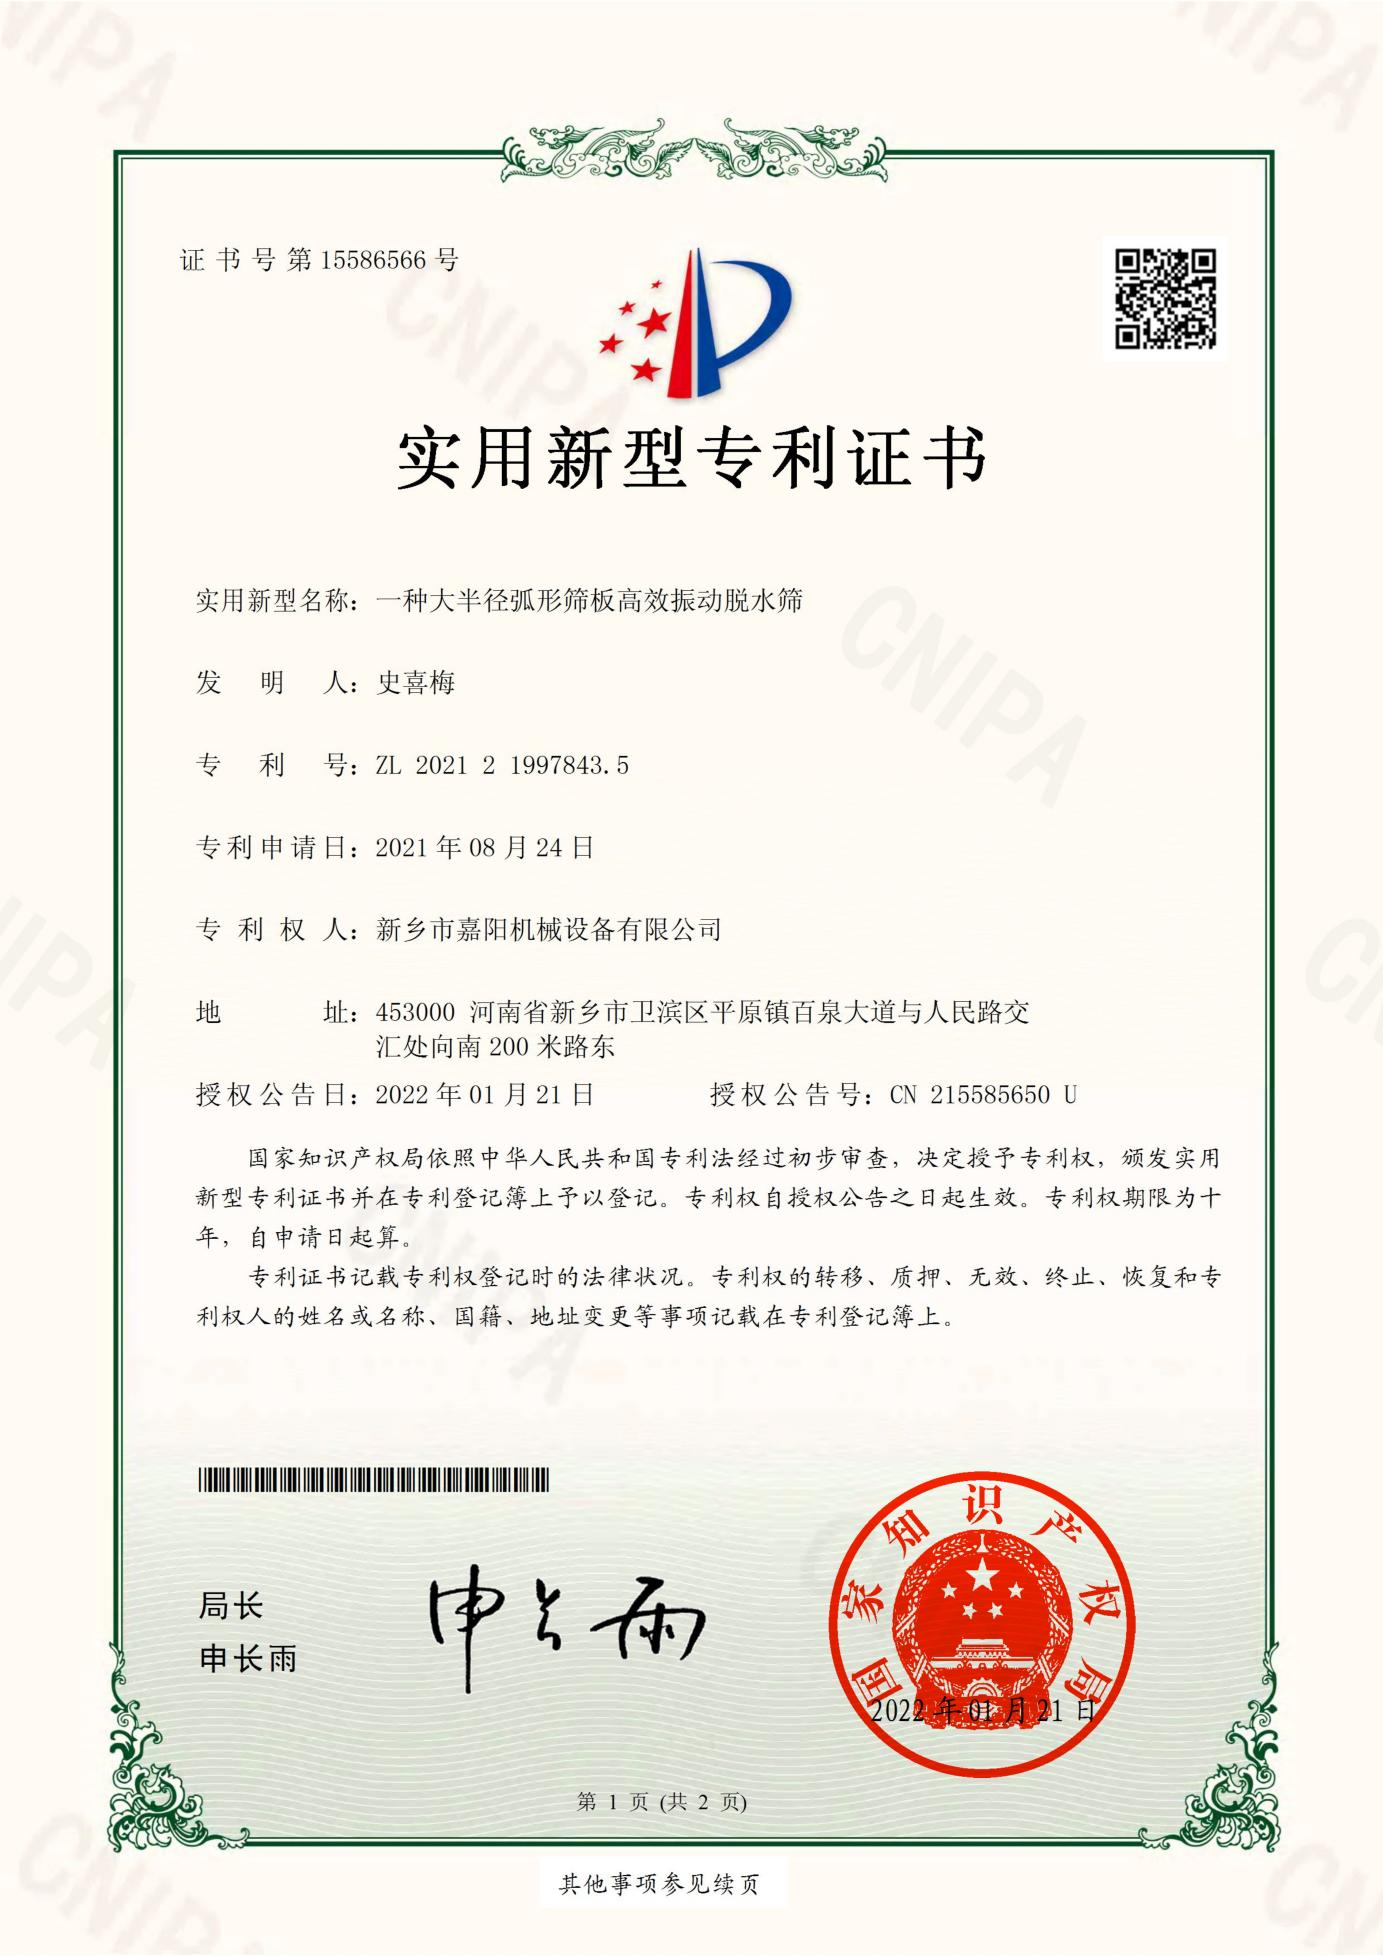 证书号第15586566号
实用新型专利证书
实用新型名称：一种大半径弧形筛板高效振动脱水筛
发明人：史喜梅
专利号：ZL 2021 2 1997843.5
专利申请日：2021年08月24日
专利权人：新乡市嘉阳机械设备有限公司
地址：453000 河南省新乡市卫滨区平原镇百泉大道与人民路交
汇处向南200米路东
授权公告日：2022年01月21日 授权公告号：CN 215585650 U
国家知识产权局依照中华人民共和国专利法经过初步审查，决定授予专利权，颁发实用
新型专利证书并在专利登记簿上予以登记。专利权自授权公告之日起生效。专利权期限为十
年，自申请日起算。
专利证书记载专利权登记时的法律状况。专利权的转移、质押、无效、终止、恢复和专
利权人的姓名或名称、国籍、地址变更等事项记载在专利登记簿上。
局长
申长雨
申长雨
国家知识产权局
2022年01月21日
第 1 页 (共 2 页)
其他事项参见续页
CNIPA
CNIPA
CNIPA
CNIPA
CNIPA
CNIPA